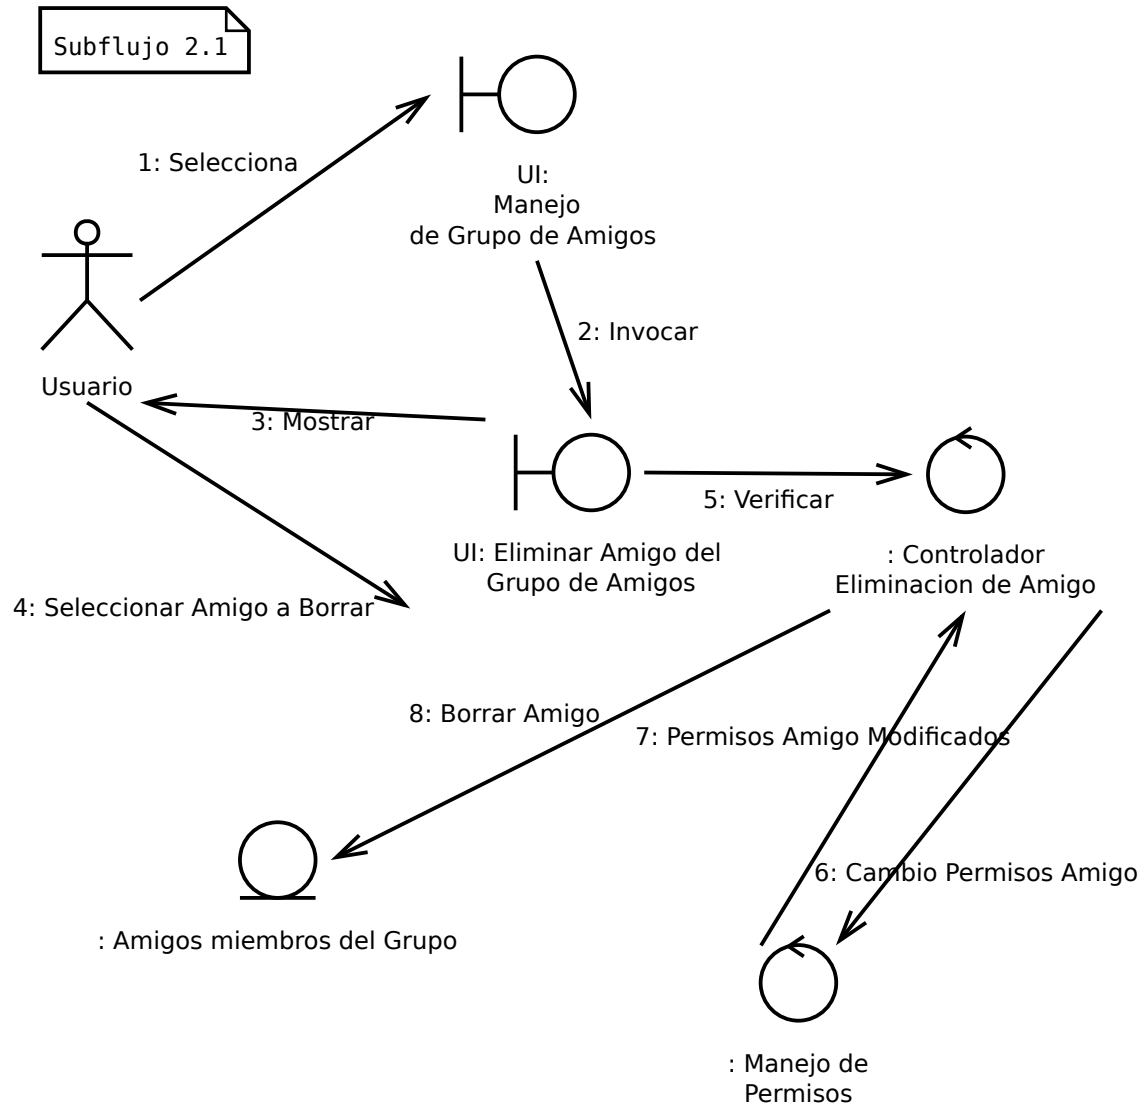 Subflujo 2.1
1: Selecciona
UI:
Manejo
de Grupo de Amigos
2: Invocar
Usuario
3: Mostrar
5: Verificar
UI: Eliminar Amigo del
Grupo de Amigos
: Controlador
Eliminacion de Amigo
4: Seleccionar Amigo a Borrar
8: Borrar Amigo
7: Permisos Amigo Modificados
6: Cambio Permisos Amigo
: Amigos miembros del Grupo
: Manejo de
Permisos